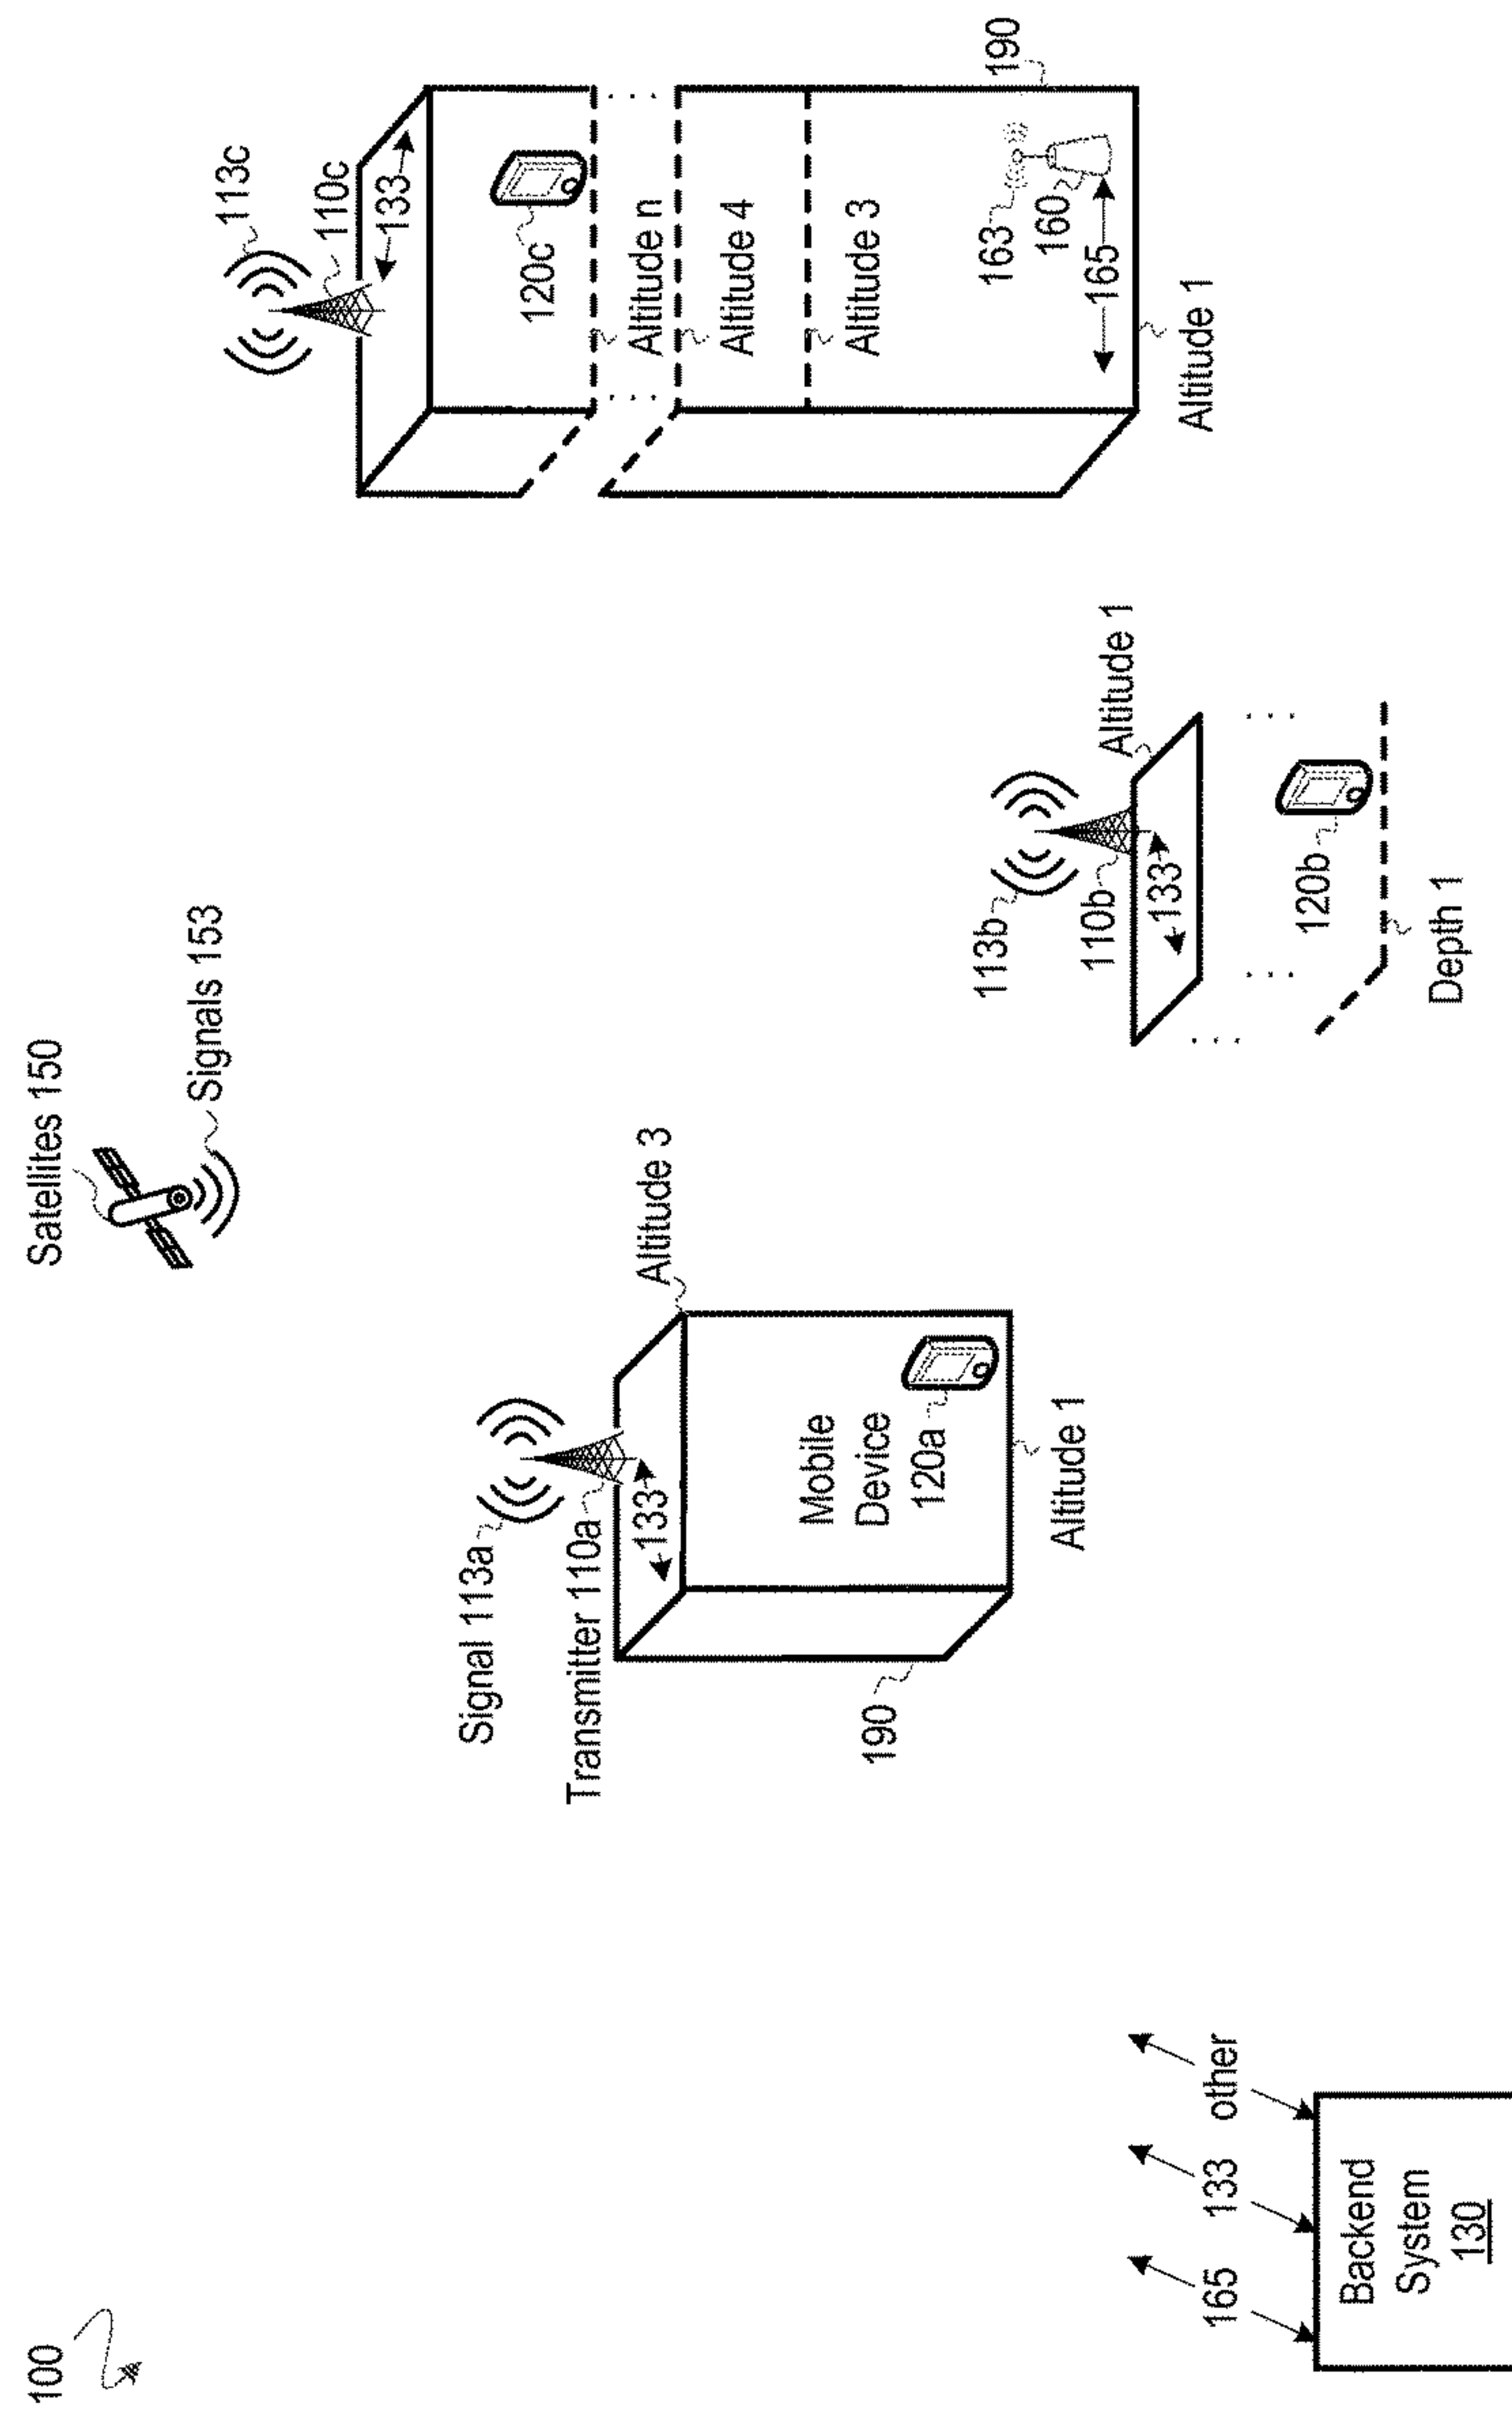 100
Satellites 150
Signals 153
113c
110c
133
120c
Altitude n
Altitude 4
Altitude 3
163
160
165
190
Altitude 1
Signal 113a
Transmitter 110a
133
Altitude 3
Mobile
Device
120a
190
Altitude 1
113b
110b
133
Altitude 1
120b
Depth 1
165
133
other
Backend
System
130